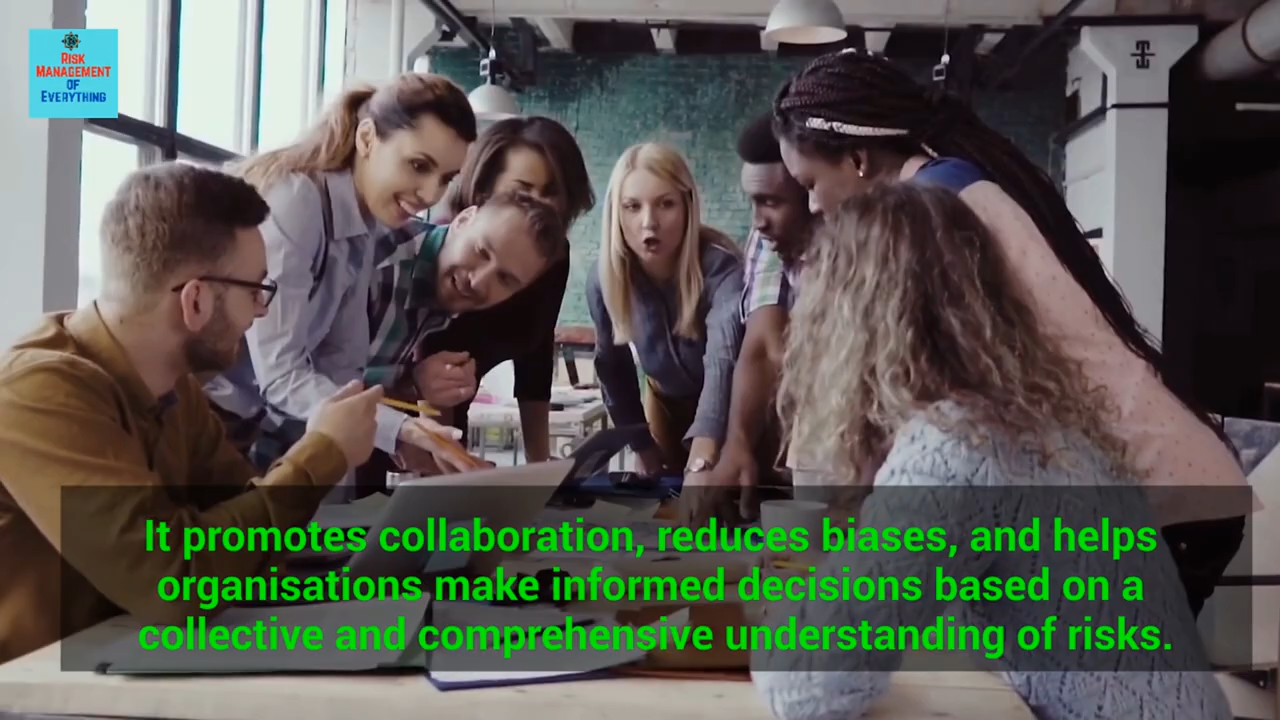 Risk
Management
of
Everything
It promotes collaboration, reduces biases, and helps
organisations make informed decisions based on a
collective and comprehensive understanding of risks.